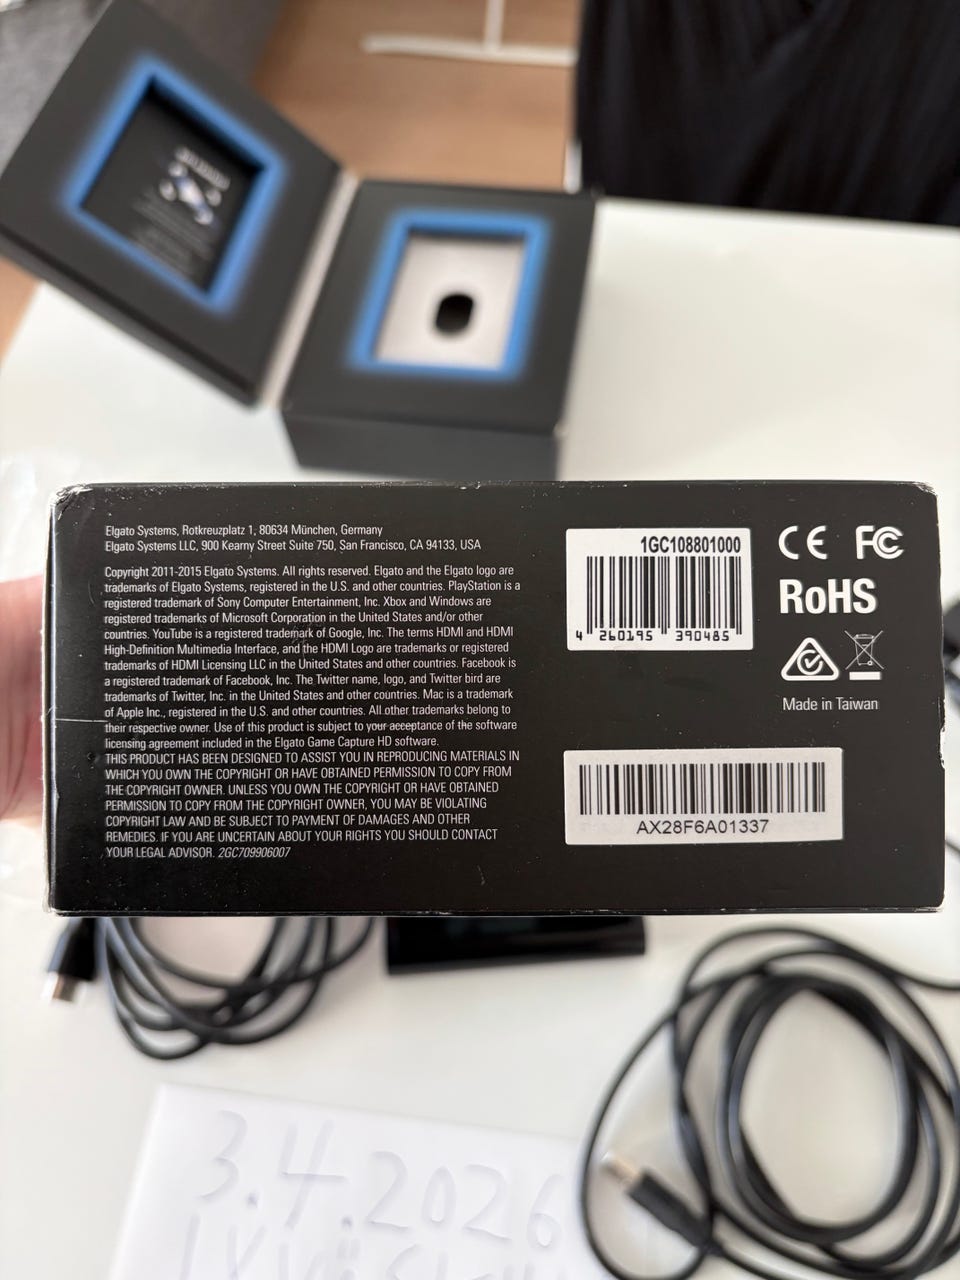 Elgato Systems, Rotkreuzplatz 1, 80634 München, Germany
Elgato Systems LLC, 900 Kearny Street Suite 750, San Francisco, CA 94133, USA
Copyright 2011-2015 Elgato Systems. All rights reserved. Elgato and the Elgato logo are
trademarks of Elgato Systems, registered in the U.S. and other countries. PlayStation is a
registered trademark of Sony Computer Entertainment, Inc. Xbox and Windows are
registered trademarks of Microsoft Corporation in the United States and/or other
countries. YouTube is a registered trademark of Google, Inc. The terms HDMI and HDMI
High-Definition Multimedia Interface, and the HDMI Logo are trademarks or registered
trademarks of HDMI Licensing LLC in the United States and other countries. Facebook is
a registered trademark of Facebook, Inc. The Twitter name, logo, and Twitter bird are
trademarks of Twitter, Inc. in the United States and other countries. Mac is a trademark
of Apple Inc., registered in the U.S. and other countries. All other trademarks belong to
their respective owner. Use of this product is subject to your acceptance of the software
licensing agreement included in the Elgato Game Capture HD software.
THIS PRODUCT HAS BEEN DESIGNED TO ASSIST YOU IN REPRODUCING MATERIALS IN
WHICH YOU OWN THE COPYRIGHT OR HAVE OBTAINED PERMISSION TO COPY FROM
THE COPYRIGHT OWNER. UNLESS YOU OWN THE COPYRIGHT OR HAVE OBTAINED
PERMISSION TO COPY FROM THE COPYRIGHT OWNER, YOU MAY BE VIOLATING
COPYRIGHT LAW AND BE SUBJECT TO PAYMENT OF DAMAGES AND OTHER
REMEDIES. IF YOU ARE UNCERTAIN ABOUT YOUR RIGHTS YOU SHOULD CONTACT
YOUR LEGAL ADVISOR. 2GC709906007
1GC108801000
4 260195 390485
CE FC
RoHS
Made in Taiwan
AX28F6A01337
3.4.2026